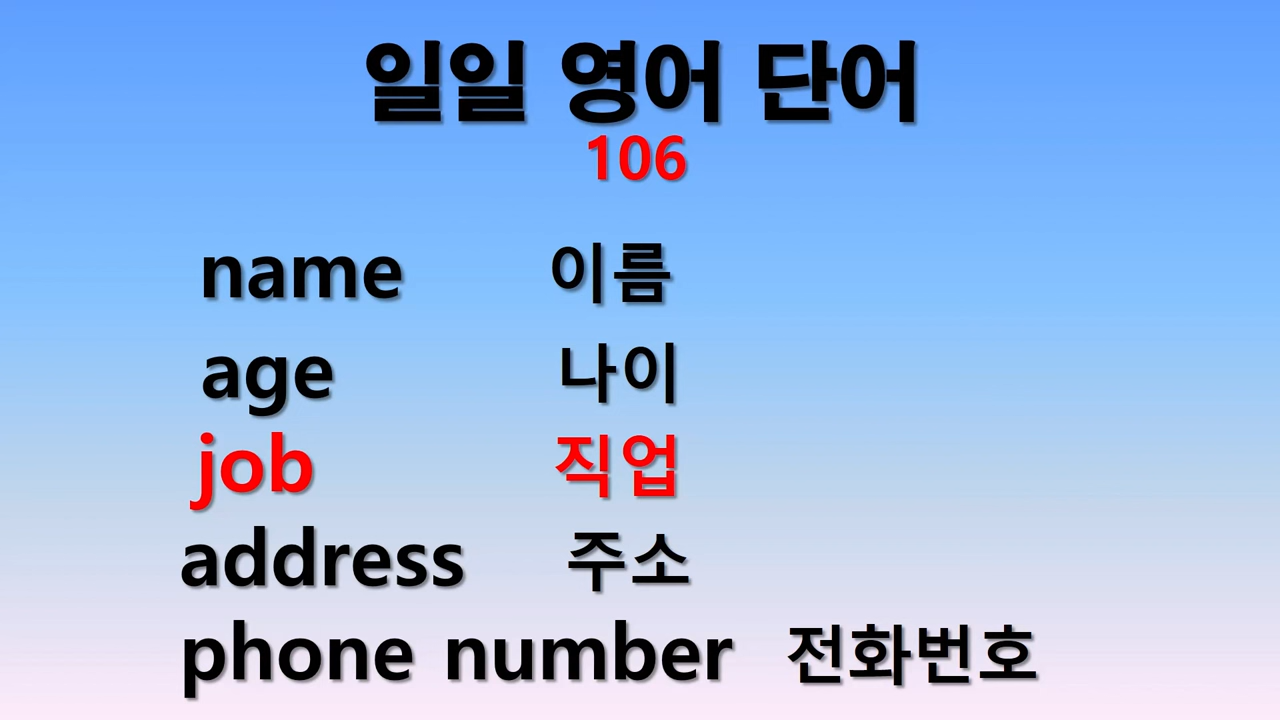 일일 영어 단어
106
name 이름
age 나이
job 직업
address 주소
phone number 전화번호